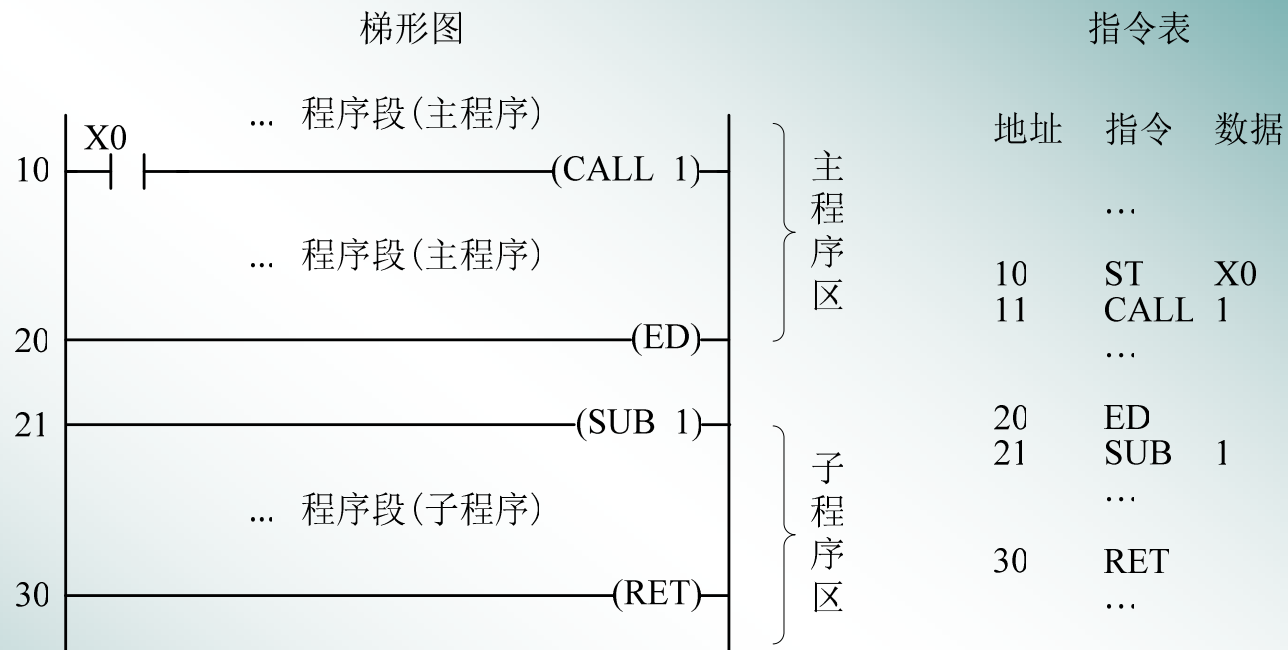 梯形图
... 程序段(主程序)
X0
10 (CALL 1)
... 程序段(主程序)
20 (ED)
21 (SUB 1)
... 程序段(子程序)
30 (RET)
主程序区
子程序区
指令表
地址 指令 数据
...
10 ST X0
11 CALL 1
...
20 ED
21 SUB 1
...
30 RET
...